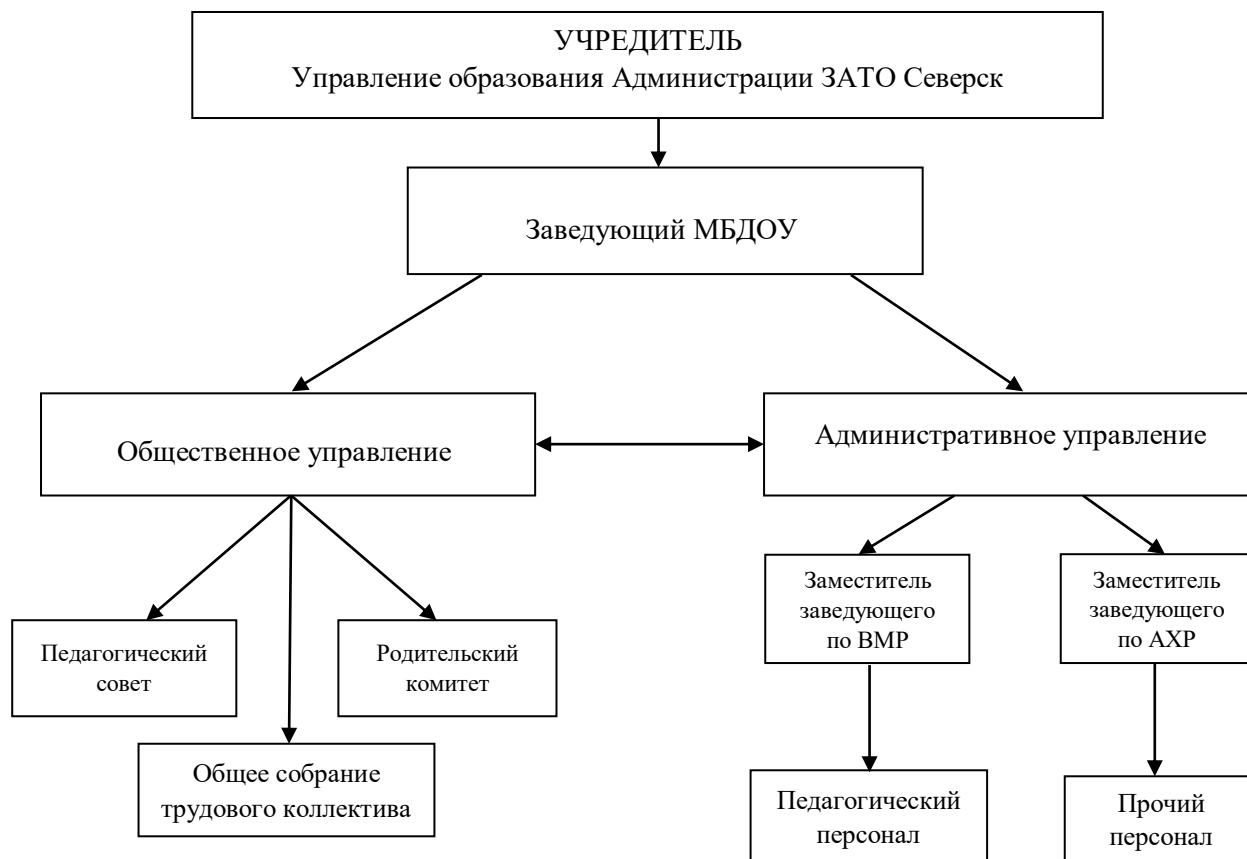 УЧРЕДИТЕЛЬ
Управление образования Администрации ЗАТО Северск
Заведующий МБДОУ
Общественное управление
Административное управление
Педагогический
совет
Родительский
комитет
Общее собрание
трудового коллектива
Заместитель
заведующего
по ВМР
Заместитель
заведующего
по АХР
Педагогический
персонал
Прочий
персонал